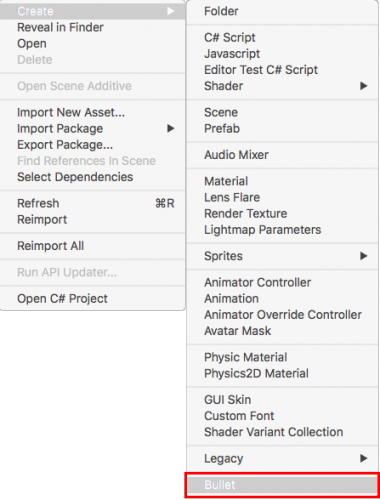 Create
Reveal in Finder
Open
Delete
Open Scene Additive
Import New Asset...
Import Package
Export Package...
Find References In Scene
Select Dependencies
Refresh ⌘R
Reimport
Reimport All
Run API Updater...
Open C# Project
Folder
C# Script
Javascript
Editor Test C# Script
Shader
Scene
Prefab
Audio Mixer
Material
Lens Flare
Render Texture
Lightmap Parameters
Sprites
Animator Controller
Animation
Animator Override Controller
Avatar Mask
Physic Material
Physics2D Material
GUI Skin
Custom Font
Shader Variant Collection
Legacy
Bullet